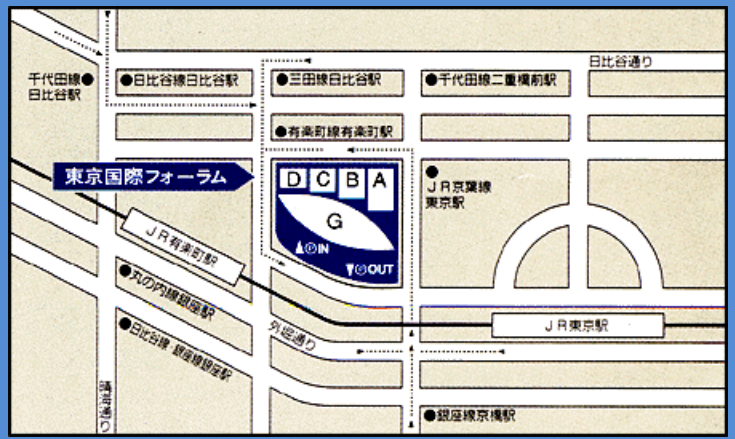 日比谷通り
千代田線●
日比谷駅
●日比谷線日比谷駅
●三田線日比谷駅
●千代田線二重橋前駅
●有楽町線有楽町駅
東京国際フォーラム
D C B A
G
▲ⓅIN
▼ⓅOUT
●
JR京葉線
東京駅
JR有楽町駅
●丸の内線銀座駅
●日比谷線・銀座線銀座駅
外堀通り
JR東京駅
晴海通り
●銀座線京橋駅